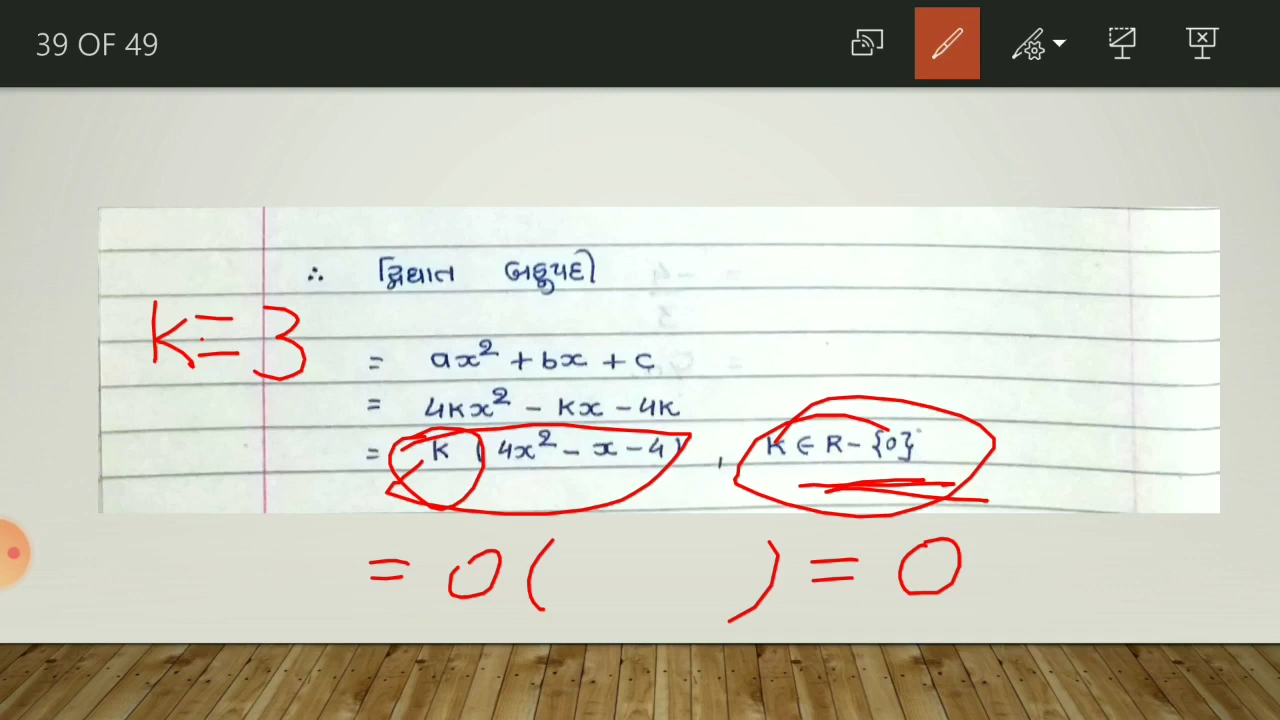 39 OF 49
∴ દ્વિઘાત બહુપદી
K = 3
= ax² + bx + c
= 4kx² - kx - 4k
= k ( 4x² - x - 4 ) , K ∈ R - {0}
= 0 ( ) = 0